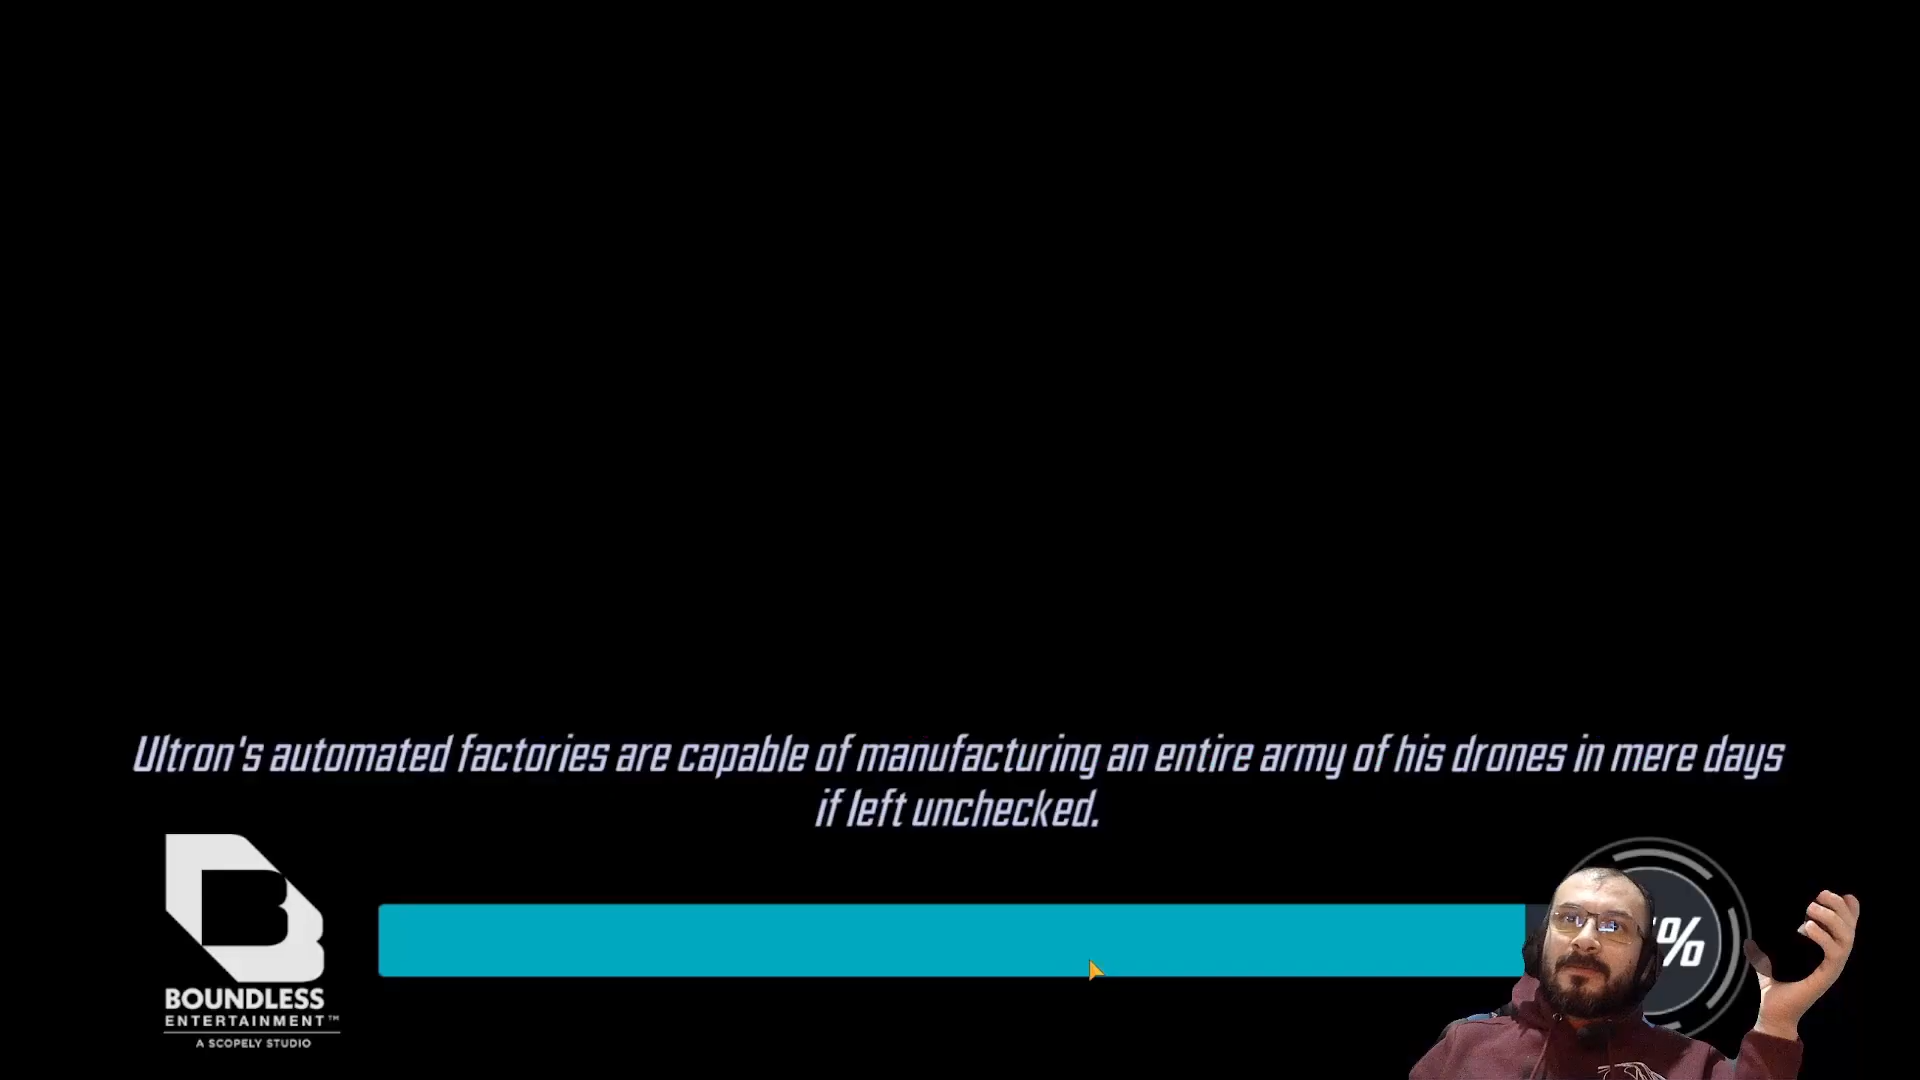 Ultron's automated factories are capable of manufacturing an entire army of his drones in mere days
if left unchecked.
BOUNDLESS
ENTERTAINMENT™
A SCOPELY STUDIO
%